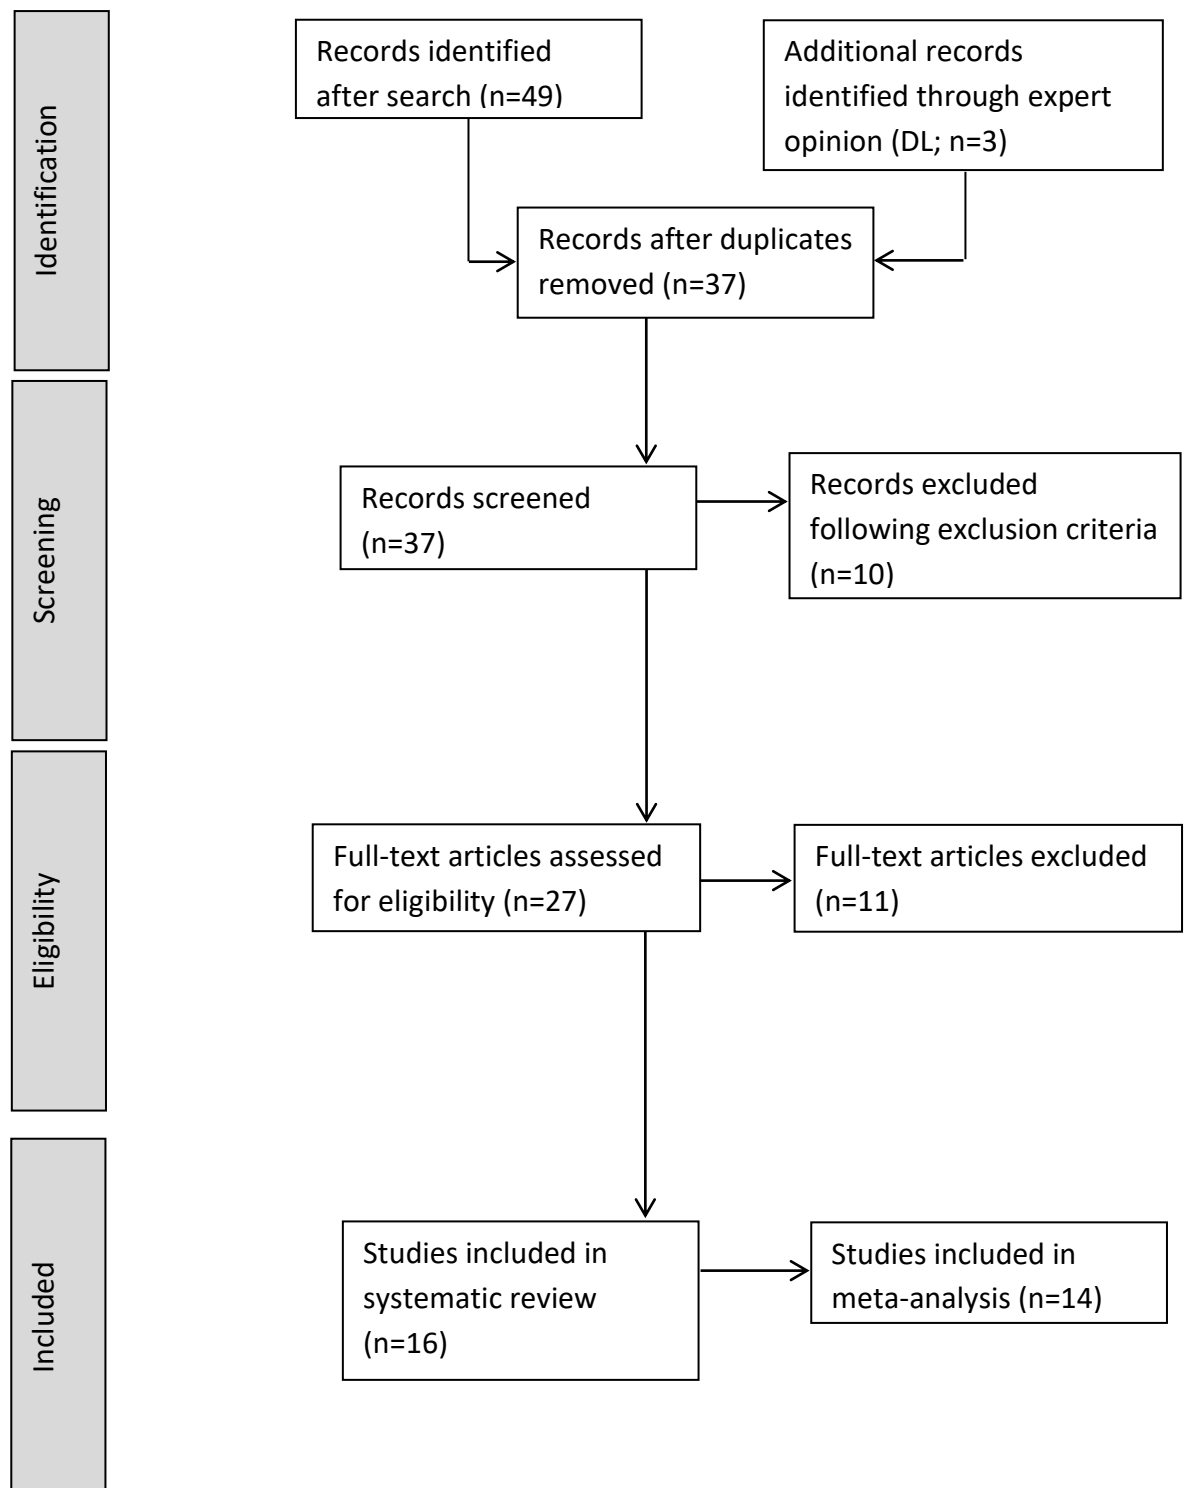 Identification
Records identified
after search (n=49)
Additional records
identified through expert
opinion (DL; n=3)
Records after duplicates
removed (n=37)
Screening
Records screened
(n=37)
Records excluded
following exclusion criteria
(n=10)
Eligibility
Full-text articles assessed
for eligibility (n=27)
Full-text articles excluded
(n=11)
Included
Studies included in
systematic review
(n=16)
Studies included in
meta-analysis (n=14)